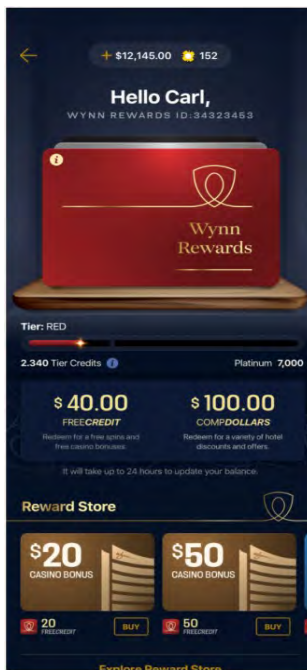 + $12,145.00 152
Hello Carl,
WYNN REWARDS ID:34323453
i
Wynn
Rewards
Tier: RED
2.340 Tier Credits i Platinum 7,000
$ 40.00
FREECREDIT
Redeem for a free spins and
free casino bonuses.
$ 100.00
COMPDOLLARS
Redeem for a variety of hotel
discounts and offers.
It will take up to 24 hours to update your balance.
Reward Store
$20
CASINO BONUS
$50
CASINO BONUS
20
FREECREDIT
BUY
50
FREECREDIT
BUY
Explore Reward Store